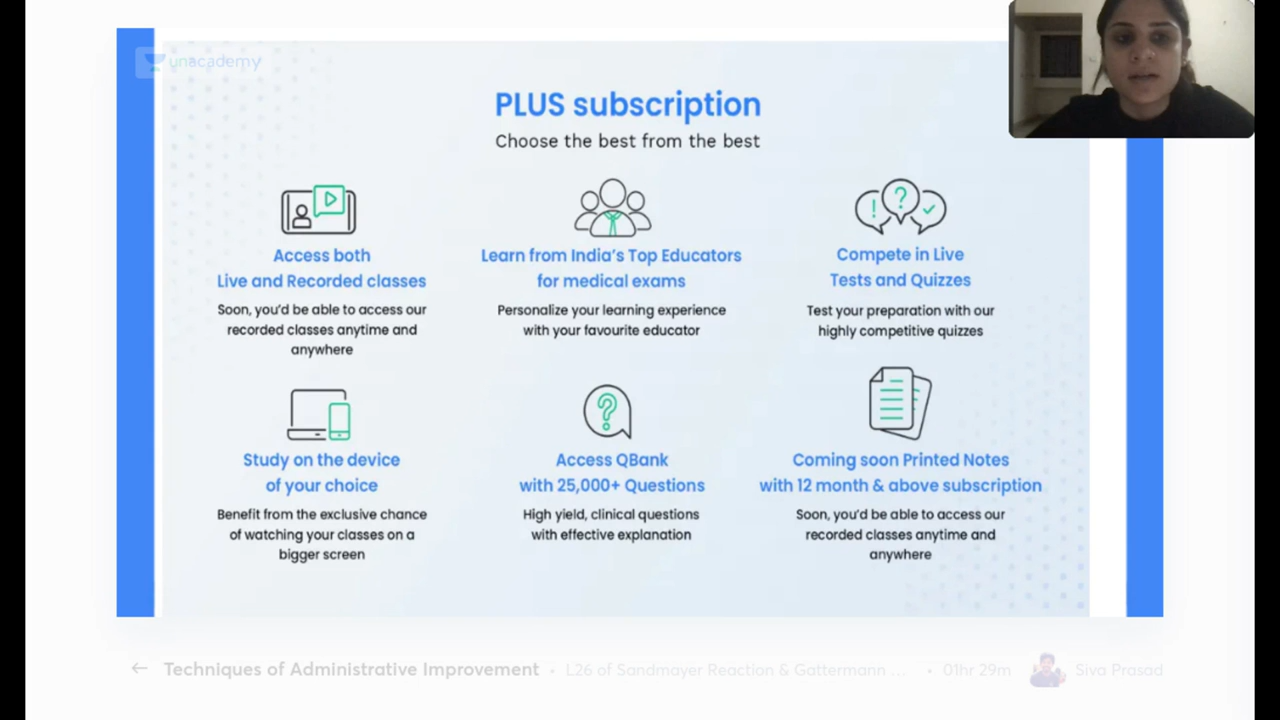 unacademy
PLUS subscription
Choose the best from the best
Access both
Live and Recorded classes
Soon, you'd be able to access our
recorded classes anytime and
anywhere
Learn from India's Top Educators
for medical exams
Personalize your learning experience
with your favourite educator
Compete in Live
Tests and Quizzes
Test your preparation with our
highly competitive quizzes
Study on the device
of your choice
Benefit from the exclusive chance
of watching your classes on a
bigger screen
Access QBank
with 25,000+ Questions
High yield, clinical questions
with effective explanation
Coming soon Printed Notes
with 12 month & above subscription
Soon, you'd be able to access our
recorded classes anytime and
anywhere
Techniques of Administrative Improvement • L26 of Sandmayer Reaction & Gattermann ... • 01hr 29m Siva Prasad